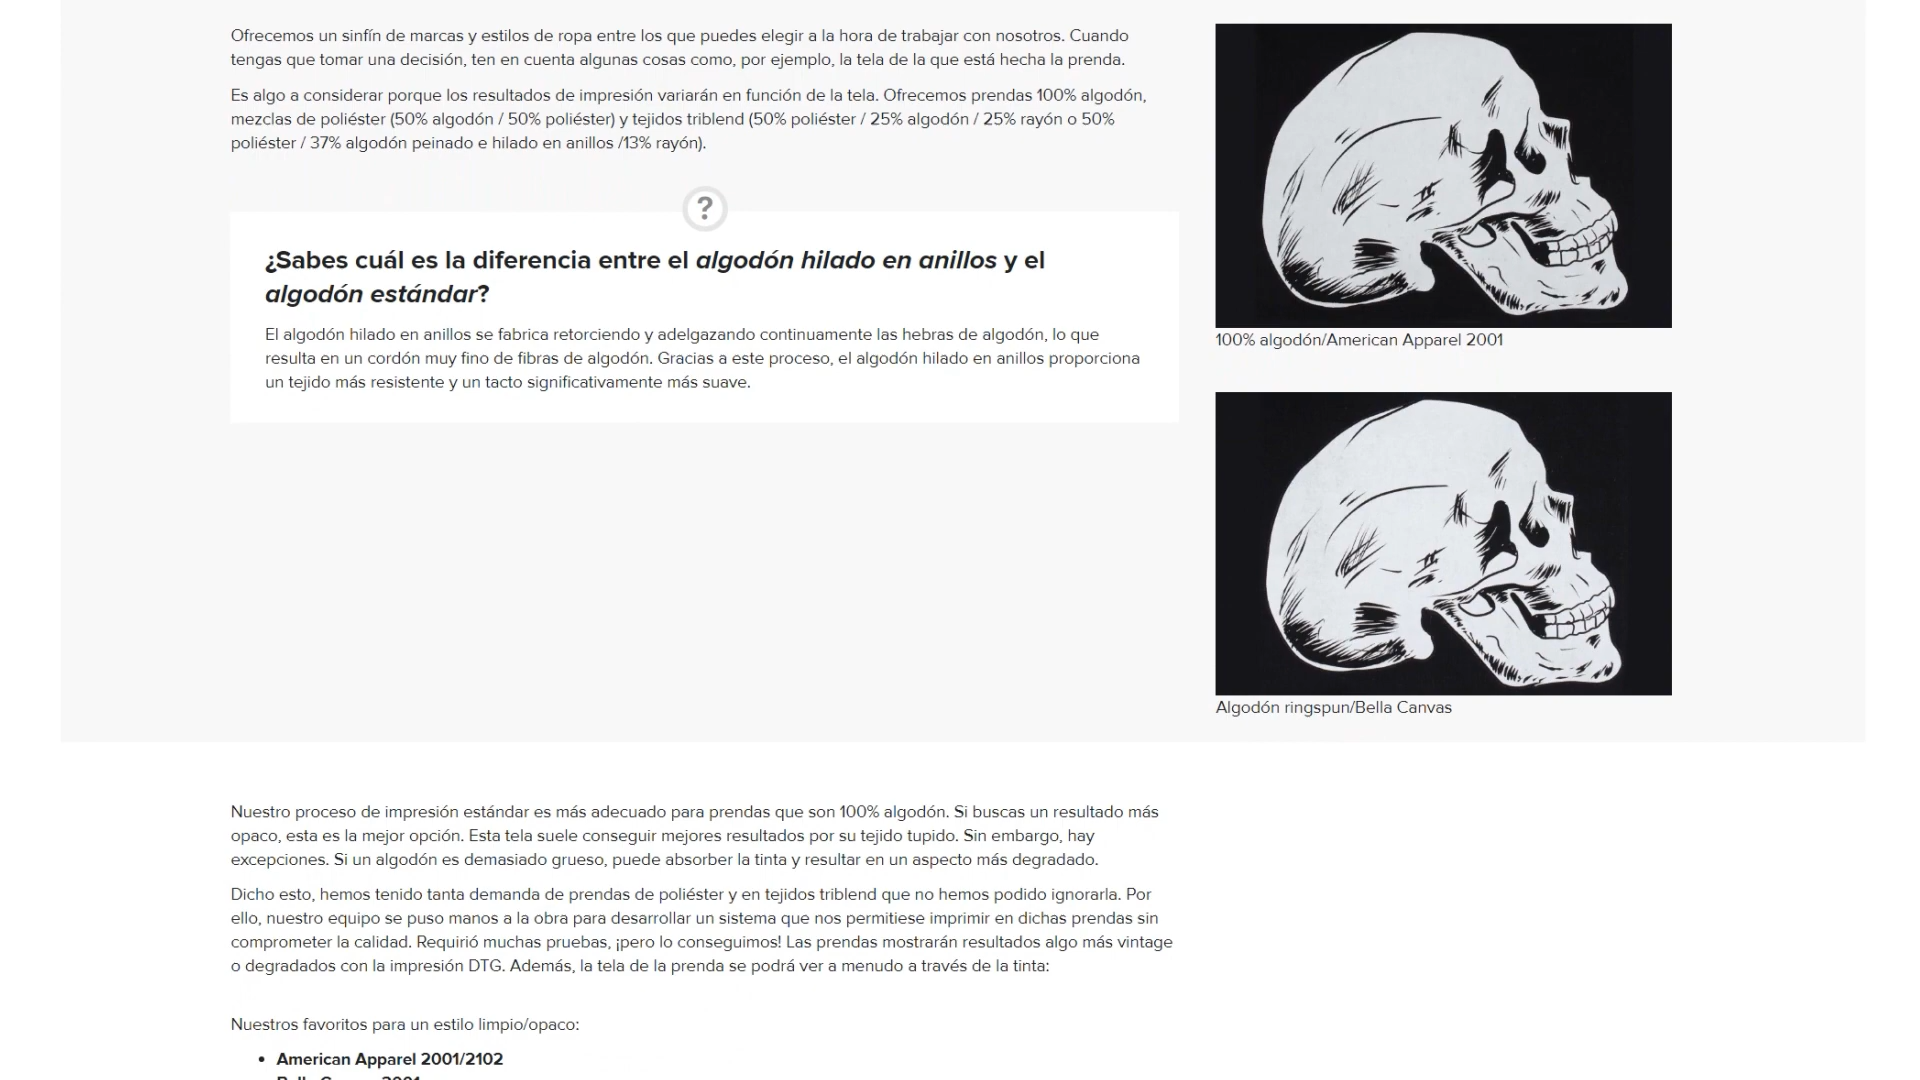 Ofrecemos un sinfín de marcas y estilos de ropa entre los que puedes elegir a la hora de trabajar con nosotros. Cuando
tengas que tomar una decisión, ten en cuenta algunas cosas como, por ejemplo, la tela de la que está hecha la prenda.
Es algo a considerar porque los resultados de impresión variarán en función de la tela. Ofrecemos prendas 100% algodón,
mezclas de poliéster (50% algodón / 50% poliéster) y tejidos triblend (50% poliéster / 25% algodón / 25% rayón o 50%
poliéster / 37% algodón peinado e hilado en anillos /13% rayón).
?
¿Sabes cuál es la diferencia entre el algodón hilado en anillos y el
algodón estándar?
El algodón hilado en anillos se fabrica retorciendo y adelgazando continuamente las hebras de algodón, lo que
resulta en un cordón muy fino de fibras de algodón. Gracias a este proceso, el algodón hilado en anillos proporciona
un tejido más resistente y un tacto significativamente más suave.
100% algodón/American Apparel 2001
Algodón ringspun/Bella Canvas
Nuestro proceso de impresión estándar es más adecuado para prendas que son 100% algodón. Si buscas un resultado más
opaco, esta es la mejor opción. Esta tela suele conseguir mejores resultados por su tejido tupido. Sin embargo, hay
excepciones. Si un algodón es demasiado grueso, puede absorber la tinta y resultar en un aspecto más degradado.
Dicho esto, hemos tenido tanta demanda de prendas de poliéster y en tejidos triblend que no hemos podido ignorarla. Por
ello, nuestro equipo se puso manos a la obra para desarrollar un sistema que nos permitiese imprimir en dichas prendas sin
comprometer la calidad. Requirió muchas pruebas, ¡pero lo conseguimos! Las prendas mostrarán resultados algo más vintage
o degradados con la impresión DTG. Además, la tela de la prenda se podrá ver a menudo a través de la tinta:
Nuestros favoritos para un estilo limpio/opaco:
• American Apparel 2001/2102